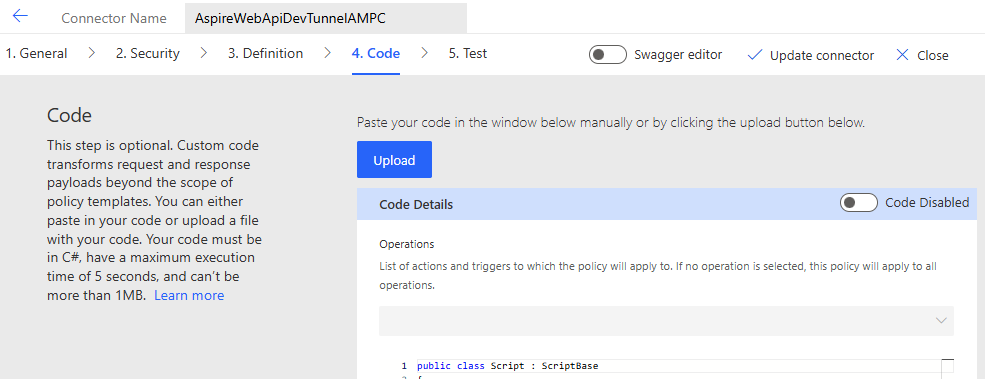 Connector Name AspireWebApiDevTunnelAMPC
1. General 2. Security 3. Definition 4. Code 5. Test Swagger editor Update connector Close
Code
This step is optional. Custom code
transforms request and response
payloads beyond the scope of
policy templates. You can either
paste in your code or upload a file
with your code. Your code must be
in C#, have a maximum execution
time of 5 seconds, and can't be
more than 1MB. Learn more
Paste your code in the window below manually or by clicking the upload button below.
Upload
Code Details Code Disabled
Operations
List of actions and triggers to which the policy will apply to. If no operation is selected, this policy will apply to all
operations.
1 public class Script : ScriptBase